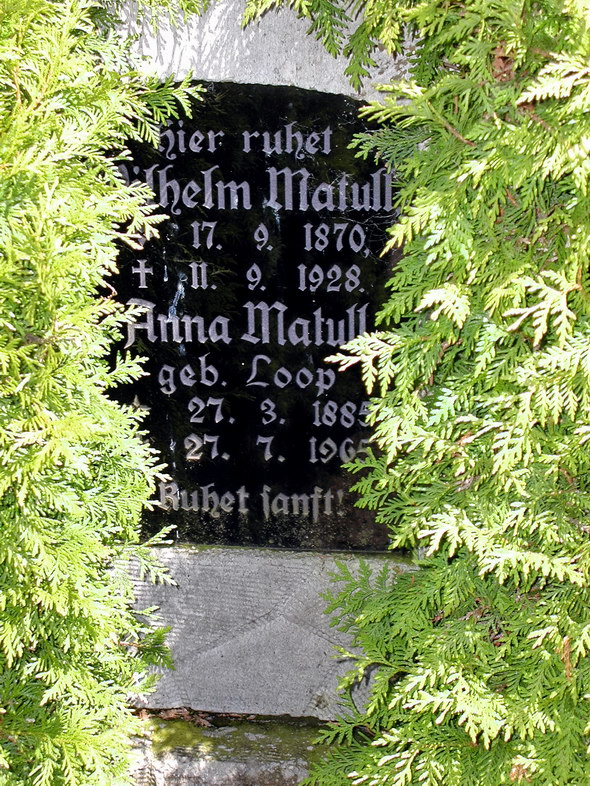 hier ruhet
Wilhelm Matull
* 17. 9. 1870,
† 11. 9. 1928.
Anna Matull
geb. Loop
* 27. 3. 1885
27. 7. 1965
Ruhet sanft!